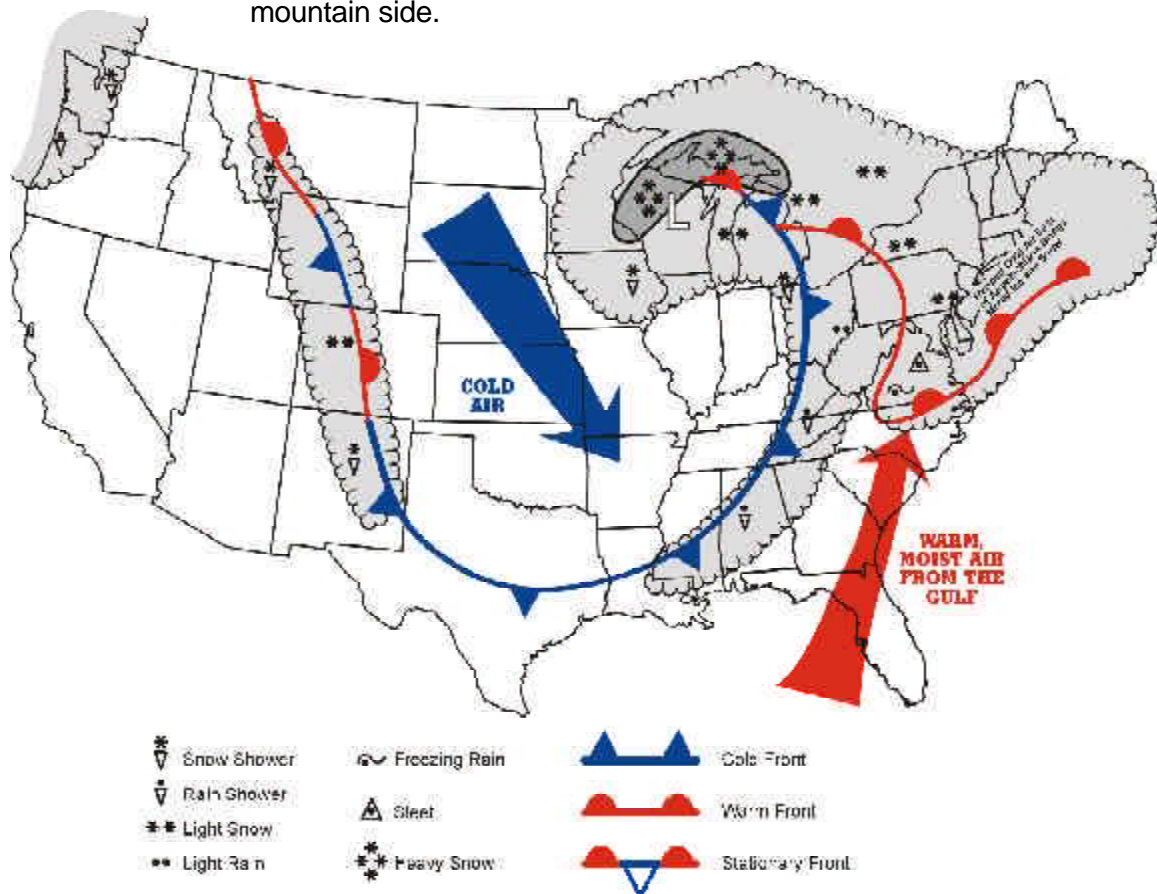 mountain side.
L
COLD
AIR
WARM,
MOIST AIR
FROM THE
GULF
Snow Shower
Rain Shower
Light Snow
Light Rain
Freezing Rain
Sleet
Heavy Snow
Cold Front
Warm Front
Stationary Front